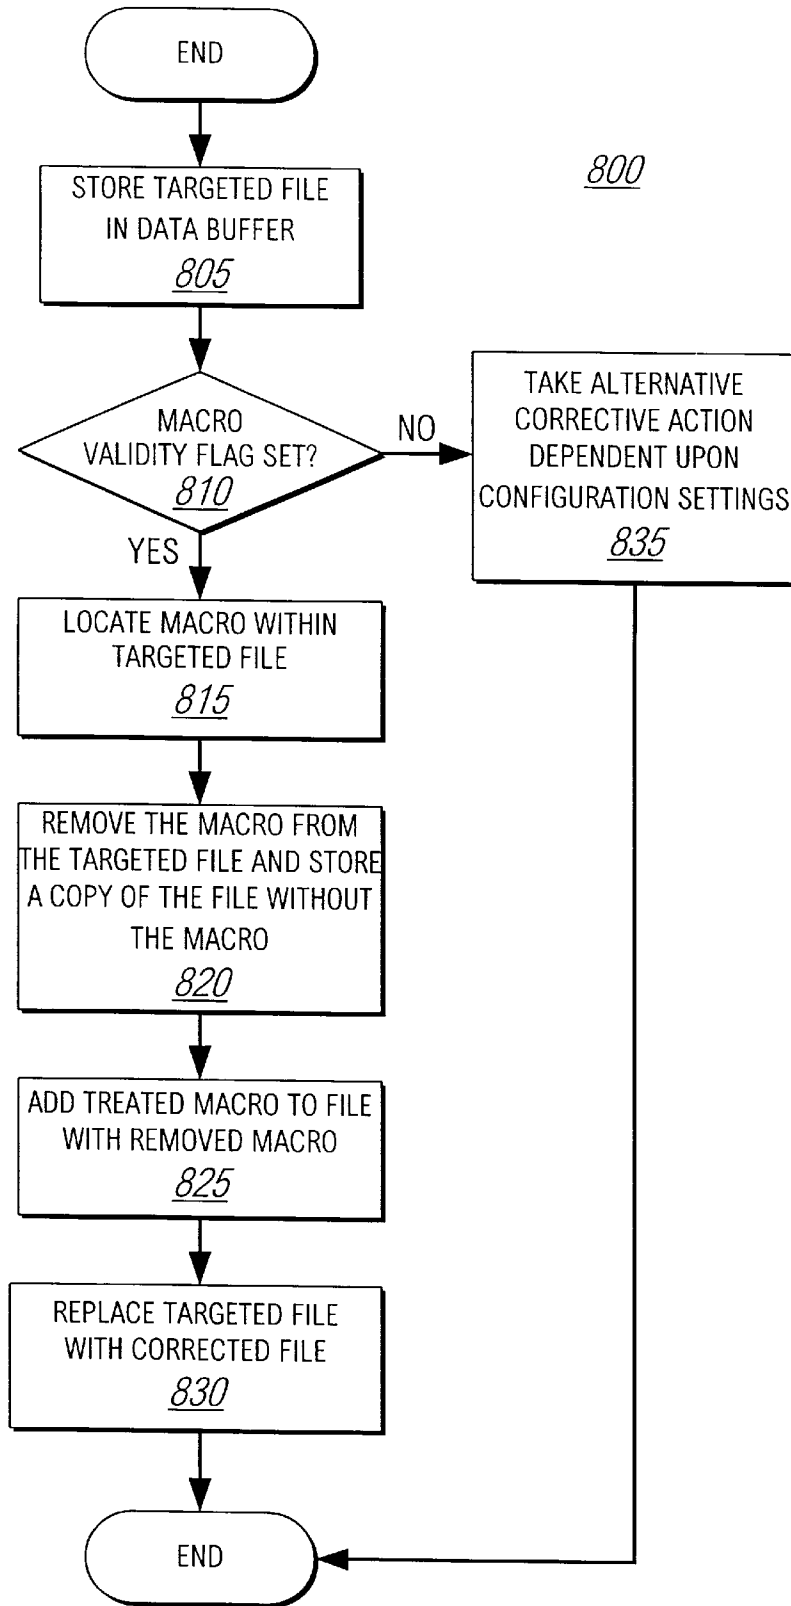 END
800
STORE TARGETED FILE
IN DATA BUFFER
805
MACRO
VALIDITY FLAG SET?
810
NO
YES
TAKE ALTERNATIVE
CORRECTIVE ACTION
DEPENDENT UPON
CONFIGURATION SETTINGS
835
LOCATE MACRO WITHIN
TARGETED FILE
815
REMOVE THE MACRO FROM
THE TARGETED FILE AND STORE
A COPY OF THE FILE WITHOUT
THE MACRO
820
ADD TREATED MACRO TO FILE
WITH REMOVED MACRO
825
REPLACE TARGETED FILE
WITH CORRECTED FILE
830
END